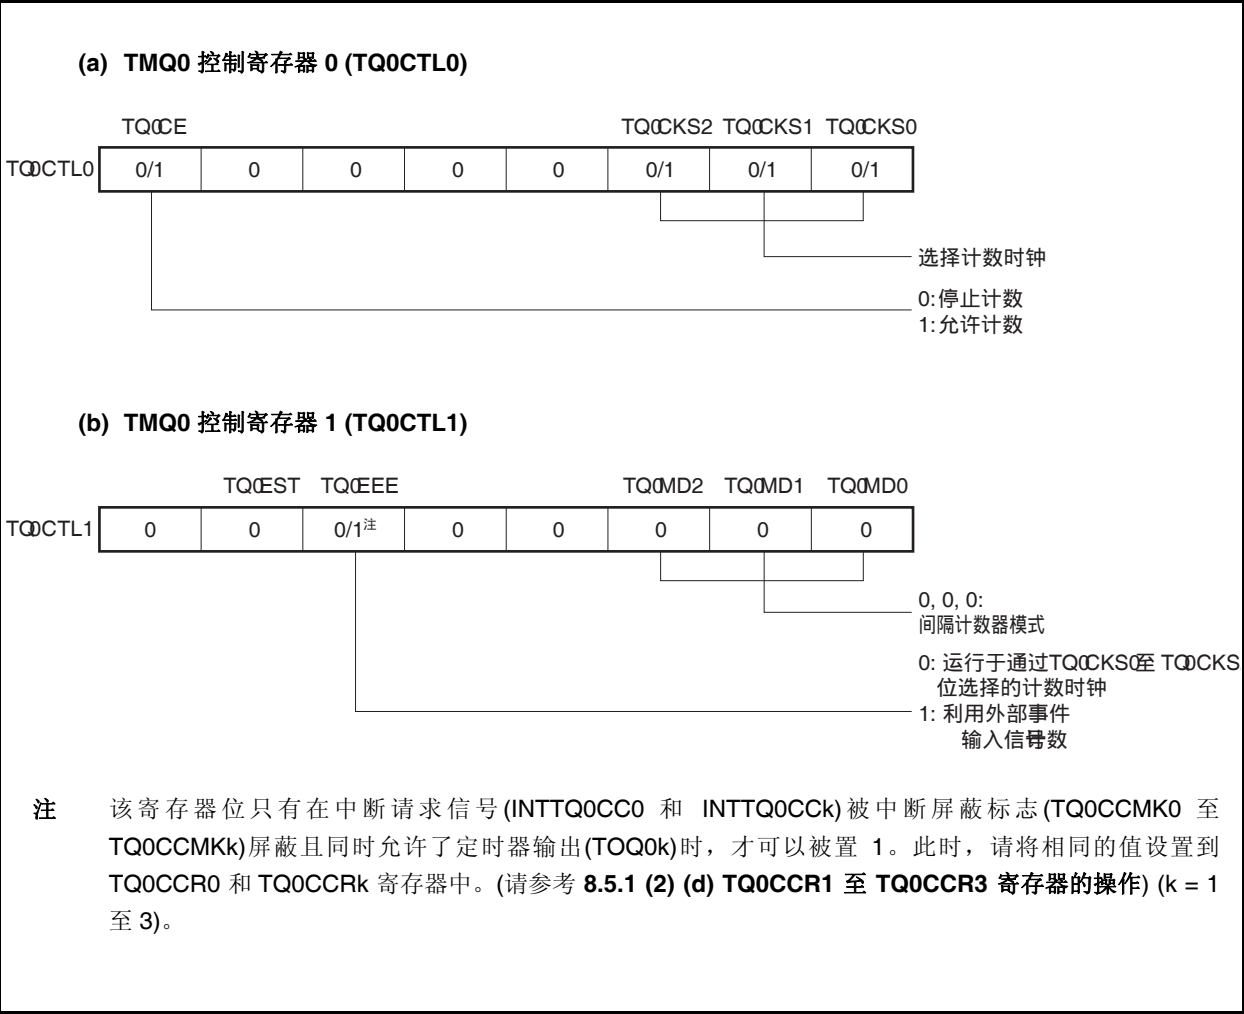 (a) TMQ0 控制寄存器 0 (TQ0CTL0)
TQ0CE TQ0CKS2 TQ0CKS1 TQ0CKS0
TQ0CTL0 0/1 0 0 0 0 0/1 0/1 0/1
选择计数时钟
0:停止计数
1:允许计数
(b) TMQ0 控制寄存器 1 (TQ0CTL1)
TQ0EST TQ0EEE TQ0MD2 TQ0MD1 TQ0MD0
TQ0CTL1 0 0 0/1注 0 0 0 0 0
0, 0, 0:
间隔计数器模式
0: 运行于通过TQ0CKS0至 TQ0CKS
位选择的计数时钟
1: 利用外部事件
输入信号数
注 该寄存器位只有在中断请求信号(INTTQ0CC0 和 INTTQ0CCk)被中断屏蔽标志(TQ0CCMK0 至
TQ0CCMKk)屏蔽且同时允许了定时器输出(TOQ0k)时，才可以被置 1。此时，请将相同的值设置到
TQ0CCR0 和 TQ0CCRk 寄存器中。(请参考 8.5.1 (2) (d) TQ0CCR1 至 TQ0CCR3 寄存器的操作) (k = 1
至 3)。